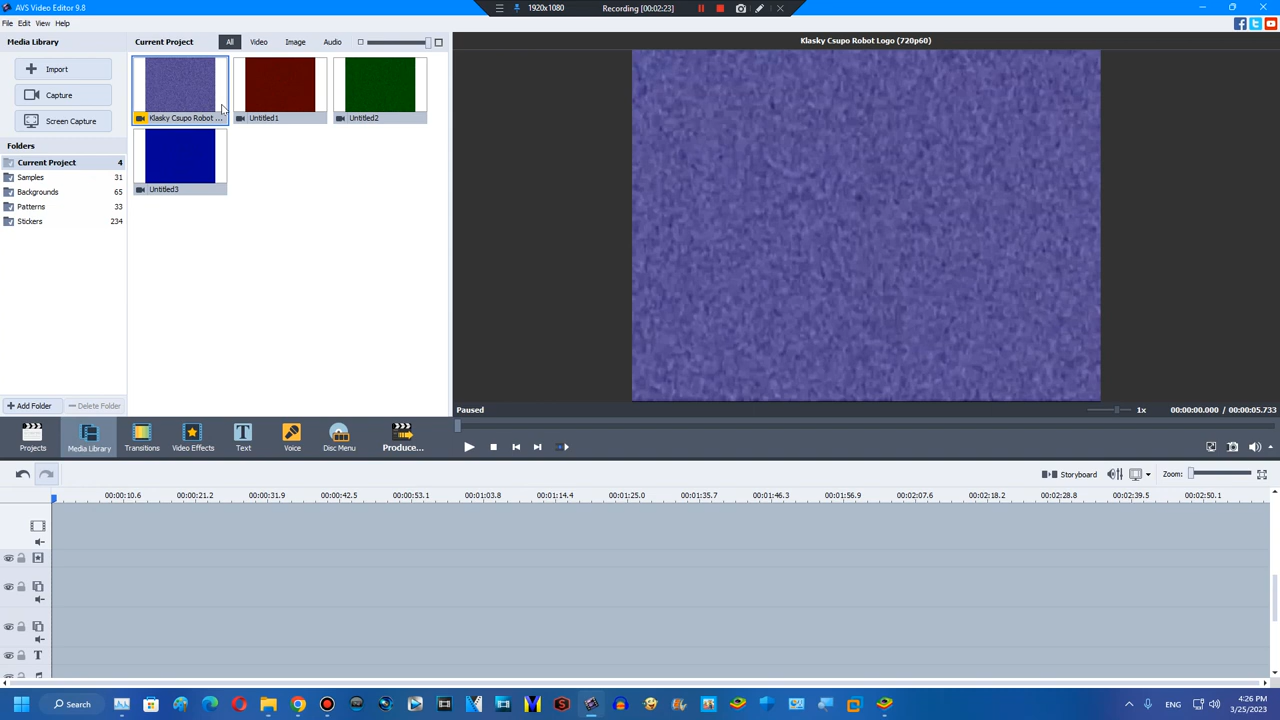 AVS Video Editor 9.8
1920x1080
Recording [00:02:23]
File Edit View Help
Media Library
Current Project
All
Video
Image
Audio
Klasky Csupo Robot Logo (720p60)
Import
Capture
Screen Capture
Klasky Csupo Robot ...
Untitled1
Untitled2
Untitled3
Folders
Current Project 4
Samples 31
Backgrounds 65
Patterns 33
Stickers 234
+ Add Folder
Delete Folder
Paused
1x
00:00:00.000 / 00:00:05.733
Projects
Media Library
Transitions
Video Effects
Text
Voice
Disc Menu
Produce...
Storyboard
Zoom:
00:00:10.6 00:00:21.2 00:00:31.9 00:00:42.5 00:00:53.1 00:01:03.8 00:01:14.4 00:01:25.0 00:01:35.7 00:01:46.3 00:01:56.9 00:02:07.6 00:02:18.2 00:02:28.8 00:02:39.5 00:02:50.1
T
Search
ENG
4:26 PM
3/25/2023